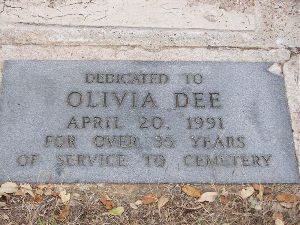 DEDICATED TO
OLIVIA DEE
APRIL 20, 1991
FOR OVER 35 YEARS
OF SERVICE TO CEMETERY